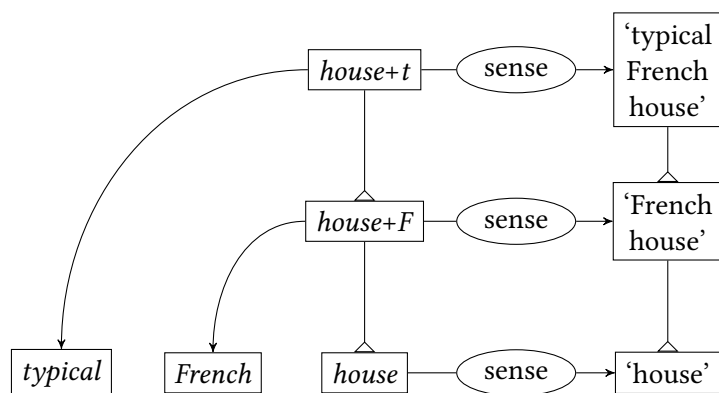 house+t sense ‘typical
French
house’
house+F sense ‘French
house’
typical French house sense ‘house’